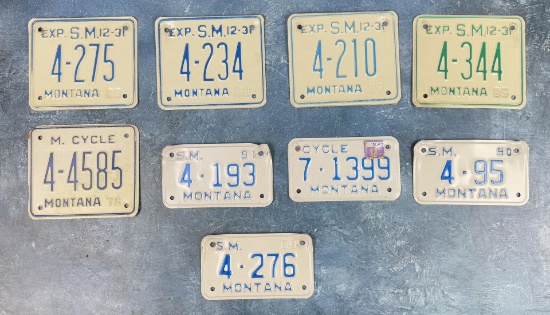 EXP. S.M. 12-31
4-275
MONTANA
EXP. S.M. 12-31
4-234
MONTANA
EXP. S.M. 12-31
4-210
MONTANA
EXP. S.M. 12-31
4-344
MONTANA
M. CYCLE
4-4585
MONTANA '76
S.M. 91
4·193
MONTANA
CYCLE
7·1399
MONTANA
S.M. 90
4·95
MONTANA
S.M.
4·276
MONTANA